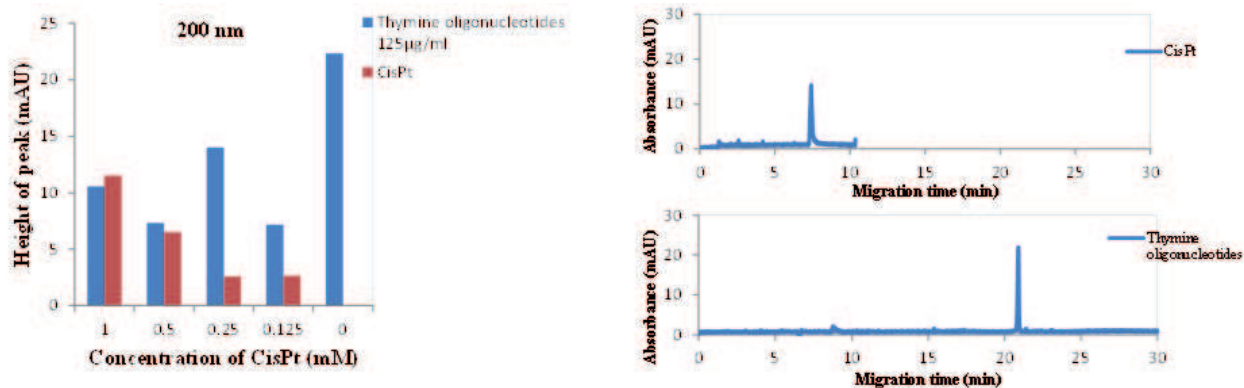 25
20
15
10
5
0
Height of peak (mAU)
200 nm
Thymine oligonucleotides
125µg/ml
CisPt
1 0.5 0.25 0.125 0
Concentration of CisPt (mM)
30
20
10
0
Absorbance (mAU)
CisPt
0 5 10 15 20 25 30
Migration time (min)
30
20
10
0
Absorbance (mAU)
Thymine
oligonucleotides
0 5 10 15 20 25 30
Migration time (min)